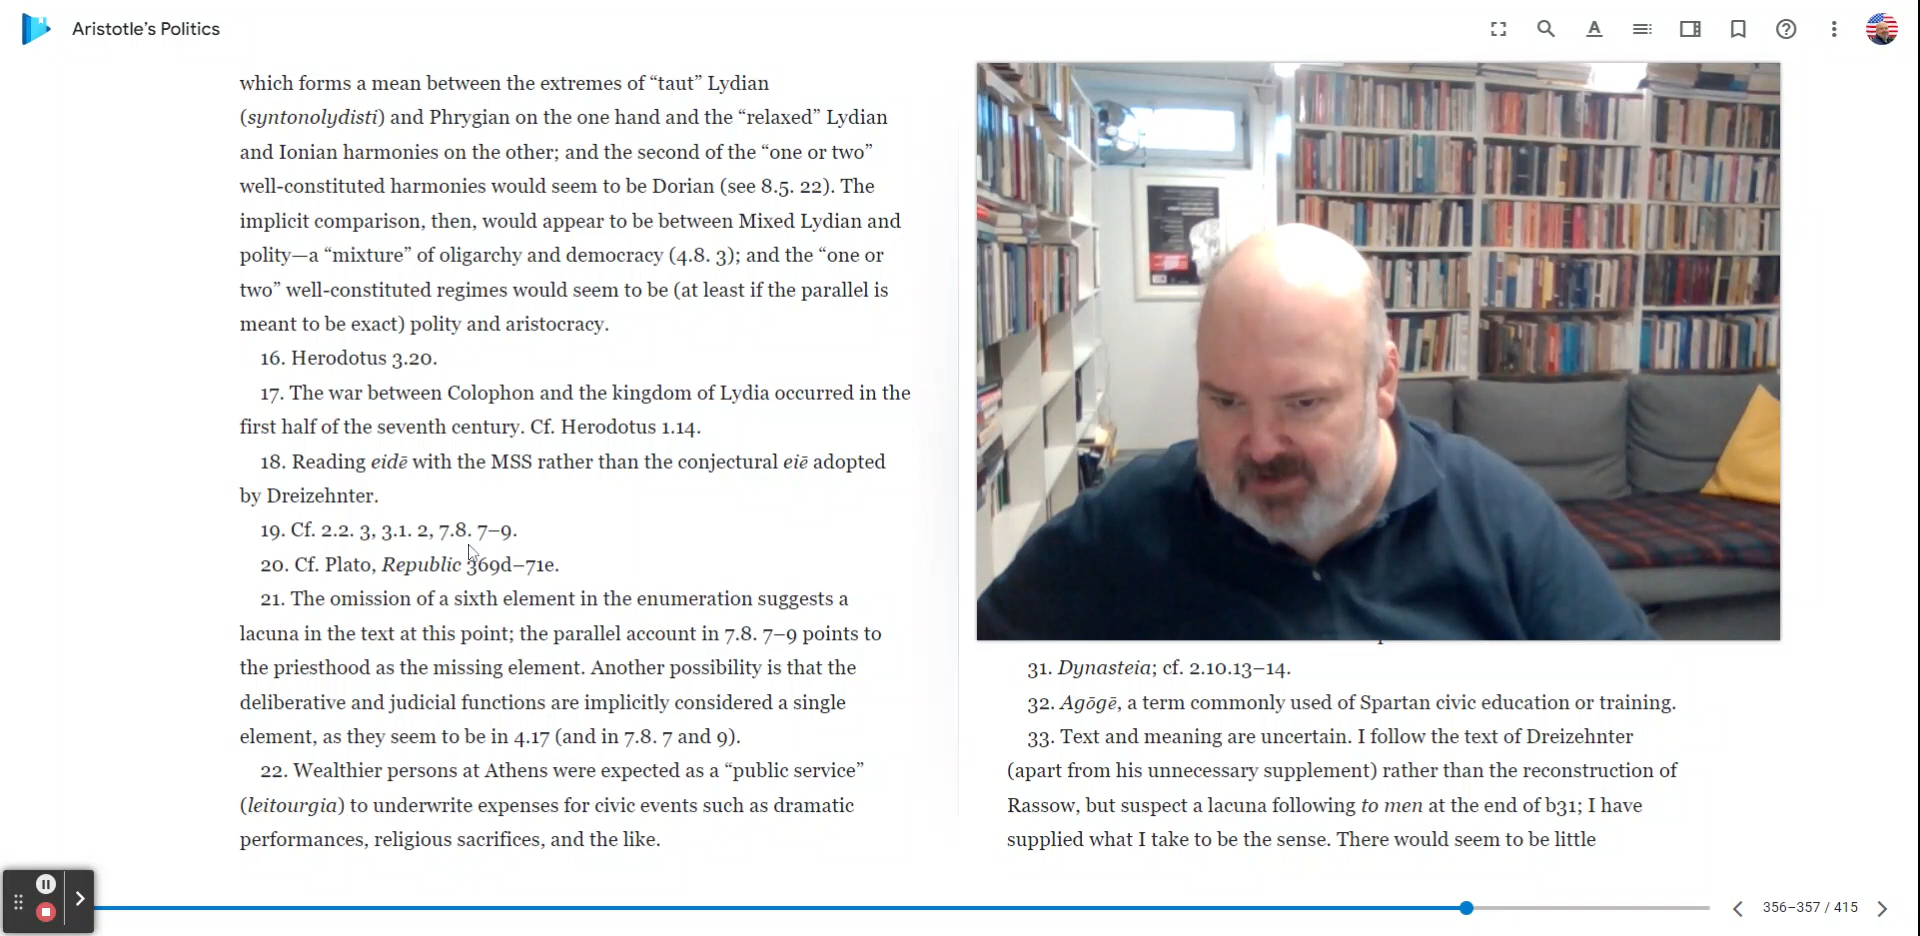 Aristotle's Politics
which forms a mean between the extremes of “taut” Lydian
(syntonolydisti) and Phrygian on the one hand and the “relaxed” Lydian
and Ionian harmonies on the other; and the second of the “one or two”
well-constituted harmonies would seem to be Dorian (see 8.5. 22). The
implicit comparison, then, would appear to be between Mixed Lydian and
polity—a “mixture” of oligarchy and democracy (4.8. 3); and the “one or
two” well-constituted regimes would seem to be (at least if the parallel is
meant to be exact) polity and aristocracy.
16. Herodotus 3.20.
17. The war between Colophon and the kingdom of Lydia occurred in the
first half of the seventh century. Cf. Herodotus 1.14.
18. Reading eidē with the MSS rather than the conjectural eiē adopted
by Dreizehnter.
19. Cf. 2.2. 3, 3.1. 2, 7.8. 7–9.
20. Cf. Plato, Republic 369d–71e.
21. The omission of a sixth element in the enumeration suggests a
lacuna in the text at this point; the parallel account in 7.8. 7–9 points to
the priesthood as the missing element. Another possibility is that the
deliberative and judicial functions are implicitly considered a single
element, as they seem to be in 4.17 (and in 7.8. 7 and 9).
22. Wealthier persons at Athens were expected as a “public service”
(leitourgia) to underwrite expenses for civic events such as dramatic
performances, religious sacrifices, and the like.
31. Dynasteia; cf. 2.10.13–14.
32. Agōgē, a term commonly used of Spartan civic education or training.
33. Text and meaning are uncertain. I follow the text of Dreizehnter
(apart from his unnecessary supplement) rather than the reconstruction of
Rassow, but suspect a lacuna following to men at the end of b31; I have
supplied what I take to be the sense. There would seem to be little
356–357 / 415